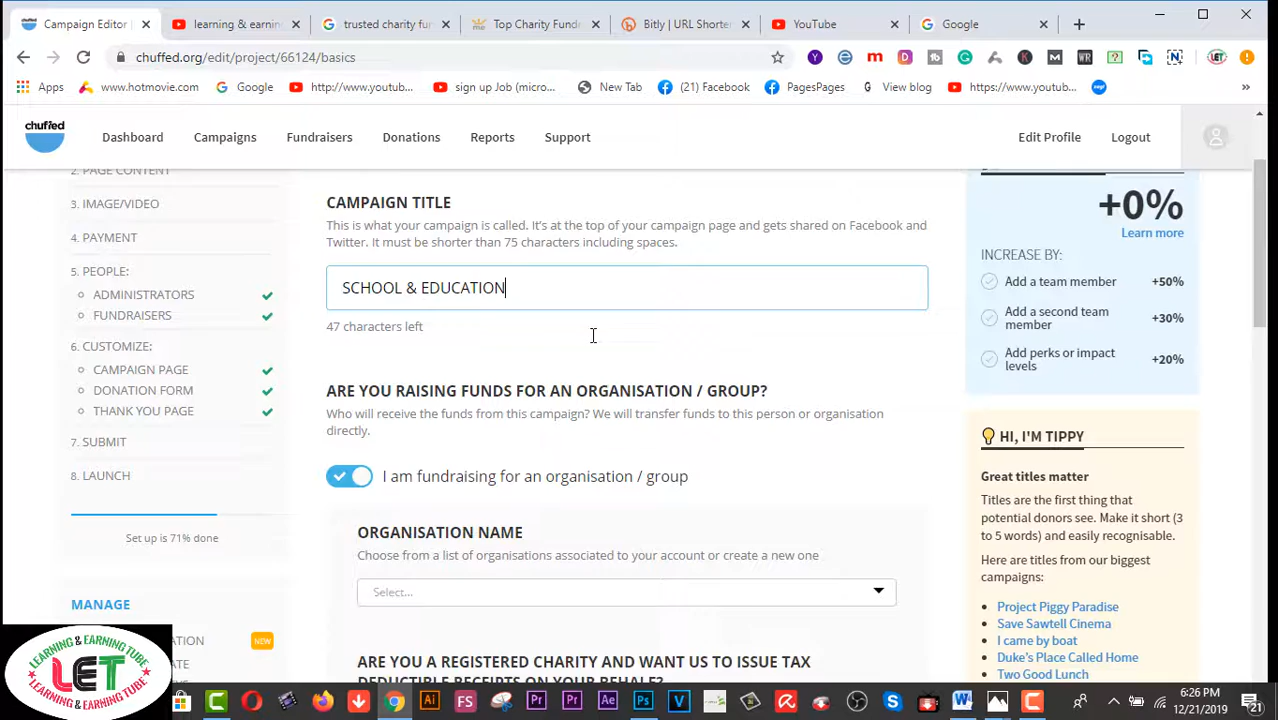 Campaign Editor
learning & earning
trusted charity fun
Top Charity Fundr
Bitly | URL Shorte
YouTube
Google
chuffed.org/edit/project/66124/basics
Apps
www.hotmovie.com
Google
http://www.youtub...
sign up Job (micro...
New Tab
(21) Facebook
PagesPages
View blog
https://www.youtu...
»
chuffed
Dashboard
Campaigns
Fundraisers
Donations
Reports
Support
Edit Profile
Logout
2. PAGE CONTENT
3. IMAGE/VIDEO
4. PAYMENT
5. PEOPLE:
ADMINISTRATORS
FUNDRAISERS
6. CUSTOMIZE:
CAMPAIGN PAGE
DONATION FORM
THANK YOU PAGE
7. SUBMIT
8. LAUNCH
Set up is 71% done
MANAGE
NEW
LEARNING & EARNING TUBE
LET
LEARNING & EARNING TUBE
CAMPAIGN TITLE
This is what your campaign is called. It's at the top of your campaign page and gets shared on Facebook and
Twitter. It must be shorter than 75 characters including spaces.
SCHOOL & EDUCATION
47 characters left
ARE YOU RAISING FUNDS FOR AN ORGANISATION / GROUP?
Who will receive the funds from this campaign? We will transfer funds to this person or organisation
directly.
I am fundraising for an organisation / group
ORGANISATION NAME
Choose from a list of organisations associated to your account or create a new one
Select...
ARE YOU A REGISTERED CHARITY AND WANT US TO ISSUE TAX
DEDUCTIBLE RECEIPTS ON YOUR BEHALF?
+0%
Learn more
INCREASE BY:
Add a team member +50%
Add a second team +30%
member
Add perks or impact +20%
levels
HI, I'M TIPPY
Great titles matter
Titles are the first thing that
potential donors see. Make it short (3
to 5 words) and easily recognisable.
Here are titles from our biggest
campaigns:
Project Piggy Paradise
Save Sawtell Cinema
I came by boat
Duke's Place Called Home
Two Good Lunch
6:26 PM
12/21/2019
21